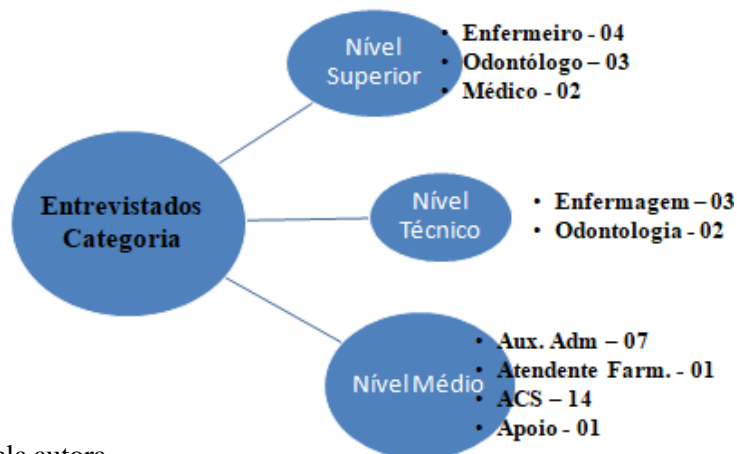 Nível
Superior
• Enfermeiro - 04
• Odontólogo – 03
• Médico - 02
Entrevistados
Categoria
Nível
Técnico
• Enfermagem – 03
• Odontologia - 02
Nível Médio
• Aux. Adm – 07
• Atendente Farm. - 01
• ACS – 14
• Apoio - 01